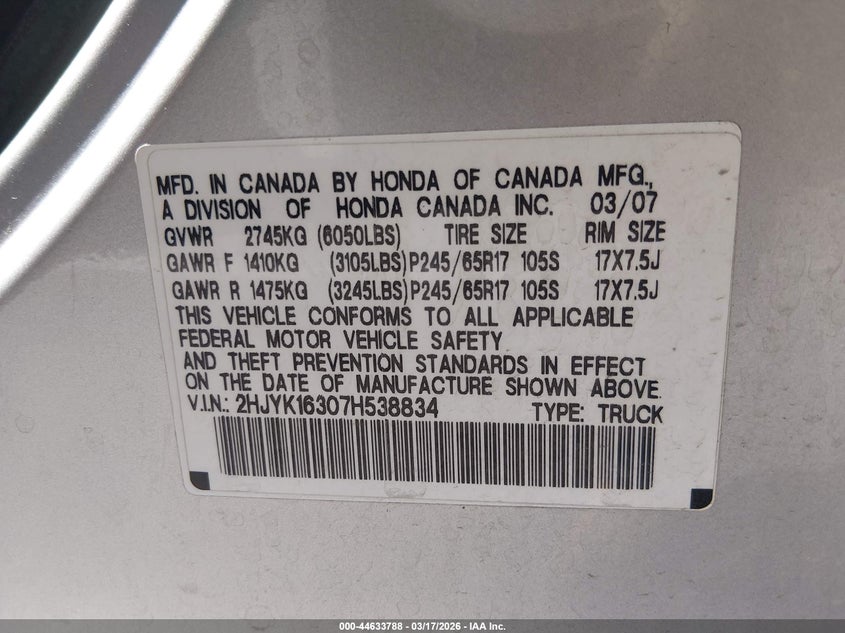 MFD. IN CANADA BY HONDA OF CANADA MFG.,
A DIVISION OF HONDA CANADA INC. 03/07
GVWR 2745KG (6050LBS) TIRE SIZE RIM SIZE
GAWR F 1410KG (3105LBS) P245/65R17 105S 17X7.5J
GAWR R 1475KG (3245LBS) P245/65R17 105S 17X7.5J
THIS VEHICLE CONFORMS TO ALL APPLICABLE
FEDERAL MOTOR VEHICLE SAFETY
AND THEFT PREVENTION STANDARDS IN EFFECT
ON THE DATE OF MANUFACTURE SHOWN ABOVE.
V.I.N.: 2HJYK16307H538834 TYPE: TRUCK
000-44633788 — 03/17/2026 — IAA Inc.